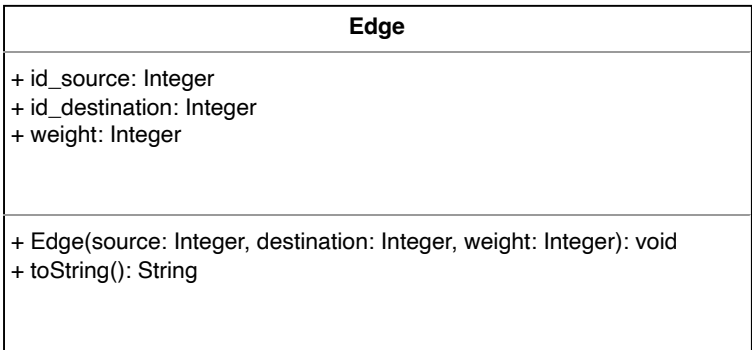 Edge
+ id_source: Integer
+ id_destination: Integer
+ weight: Integer
+ Edge(source: Integer, destination: Integer, weight: Integer): void
+ toString(): String